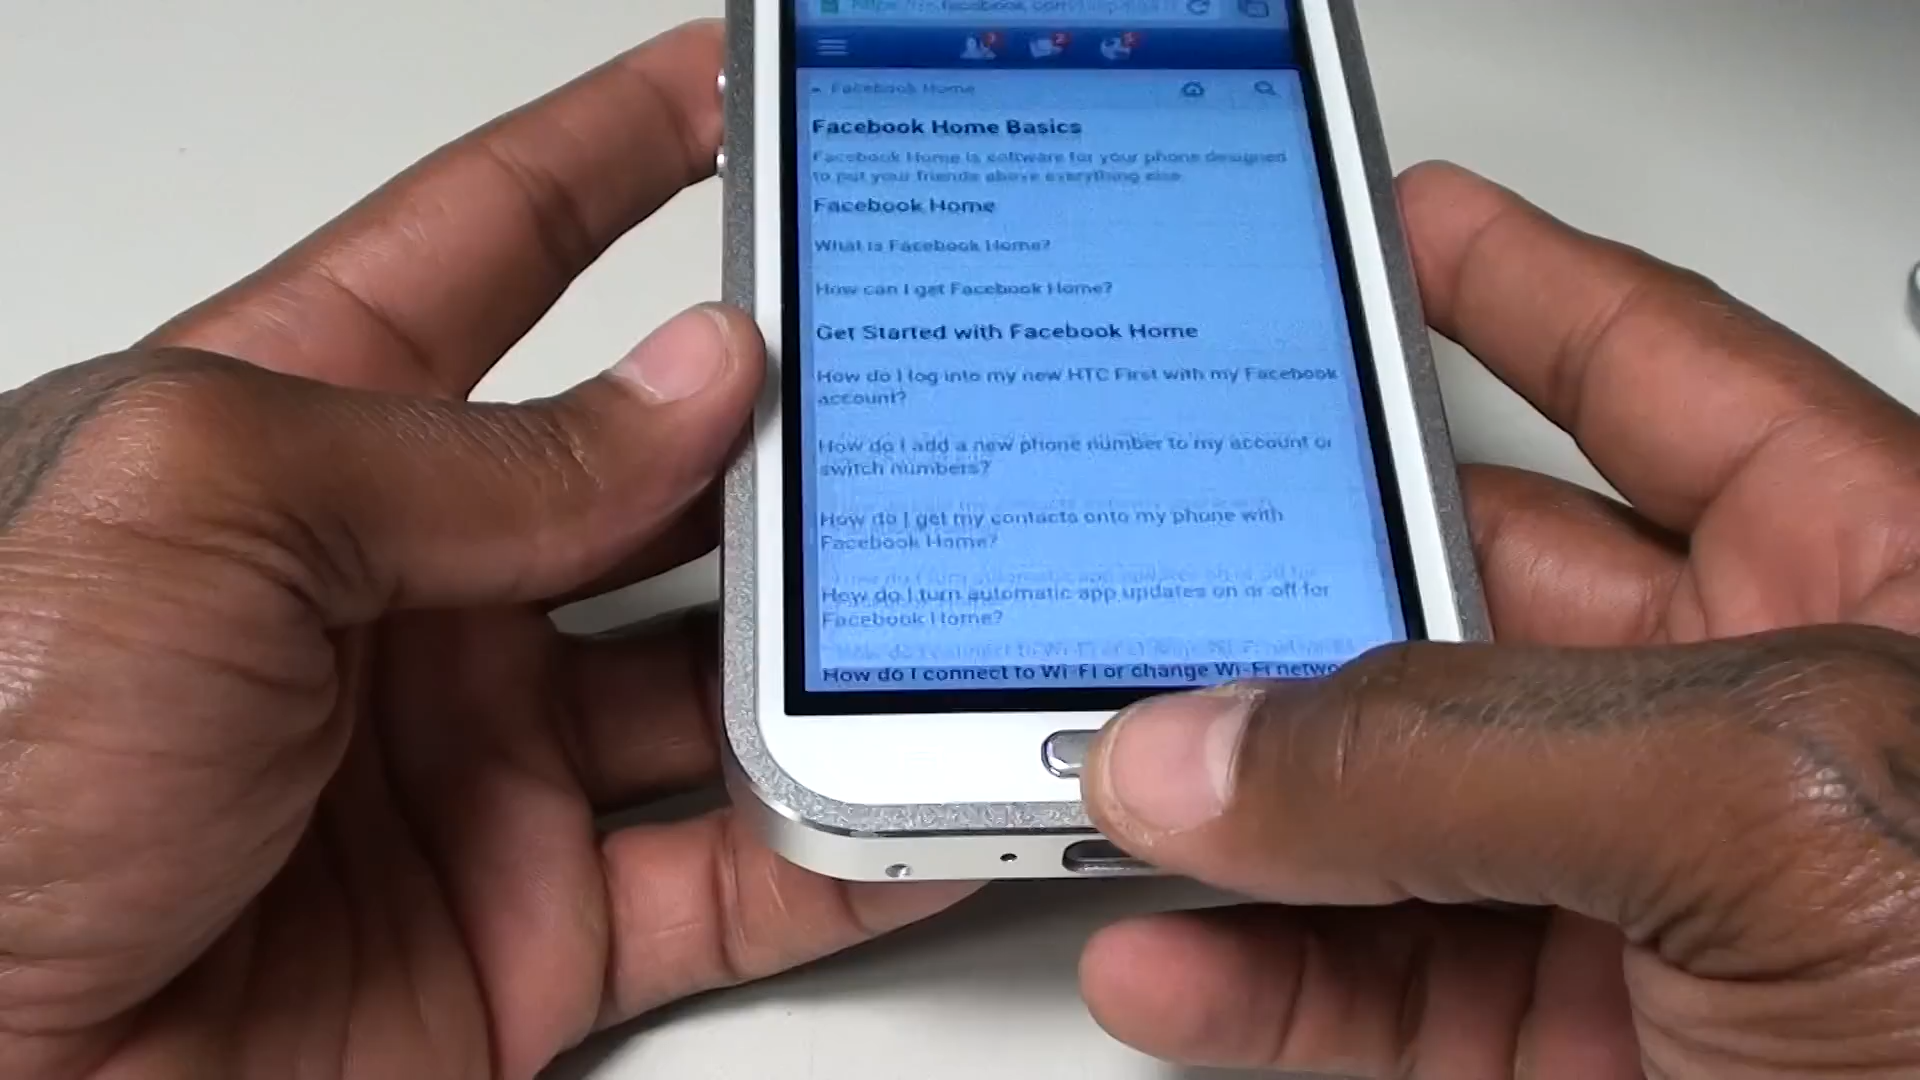 Facebook Home
Facebook Home Basics
Facebook Home is software for your phone designed
to put your friends above everything else.
Facebook Home
What is Facebook Home?
How can I get Facebook Home?
Get Started with Facebook Home
How do I log into my new HTC First with my Facebook
account?
How do I add a new phone number to my account or
switch numbers?
How do I get my contacts onto my phone with
Facebook Home?
How do I turn automatic app updates on or off for
Facebook Home?
How do I connect to Wi-Fi or change Wi-Fi netwo